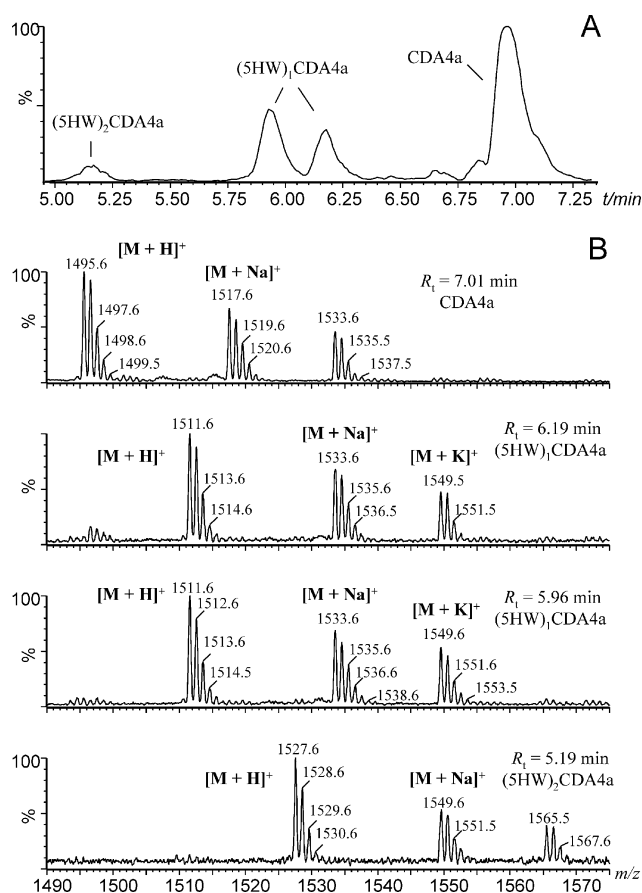 A
100
%
(5HW)₂CDA4a
(5HW)₁CDA4a
CDA4a
5.00 5.25 5.50 5.75 6.00 6.25 6.50 6.75 7.00 7.25 t/min
B
100
%
[M + H]⁺
1495.6
1497.6
1498.6
1499.5
[M + Na]⁺
1517.6
1519.6
1520.6
1533.6
1535.5
1537.5
Rt = 7.01 min
CDA4a
100
%
[M + H]⁺
1511.6
1513.6
1514.6
[M + Na]⁺
1533.6
1535.6
1536.5
[M + K]⁺
1549.5
1551.5
Rt = 6.19 min
(5HW)₁CDA4a
100
%
[M + H]⁺
1511.6
1512.6
1513.6
1514.5
[M + Na]⁺
1533.6
1535.6
1536.6
1538.6
[M + K]⁺
1549.6
1551.6
1553.5
Rt = 5.96 min
(5HW)₁CDA4a
100
%
[M + H]⁺
1527.6
1528.6
1529.6
1530.6
[M + Na]⁺
1549.6
1551.5
1565.5
1567.6
Rt = 5.19 min
(5HW)₂CDA4a
1490 1500 1510 1520 1530 1540 1550 1560 1570 m/z